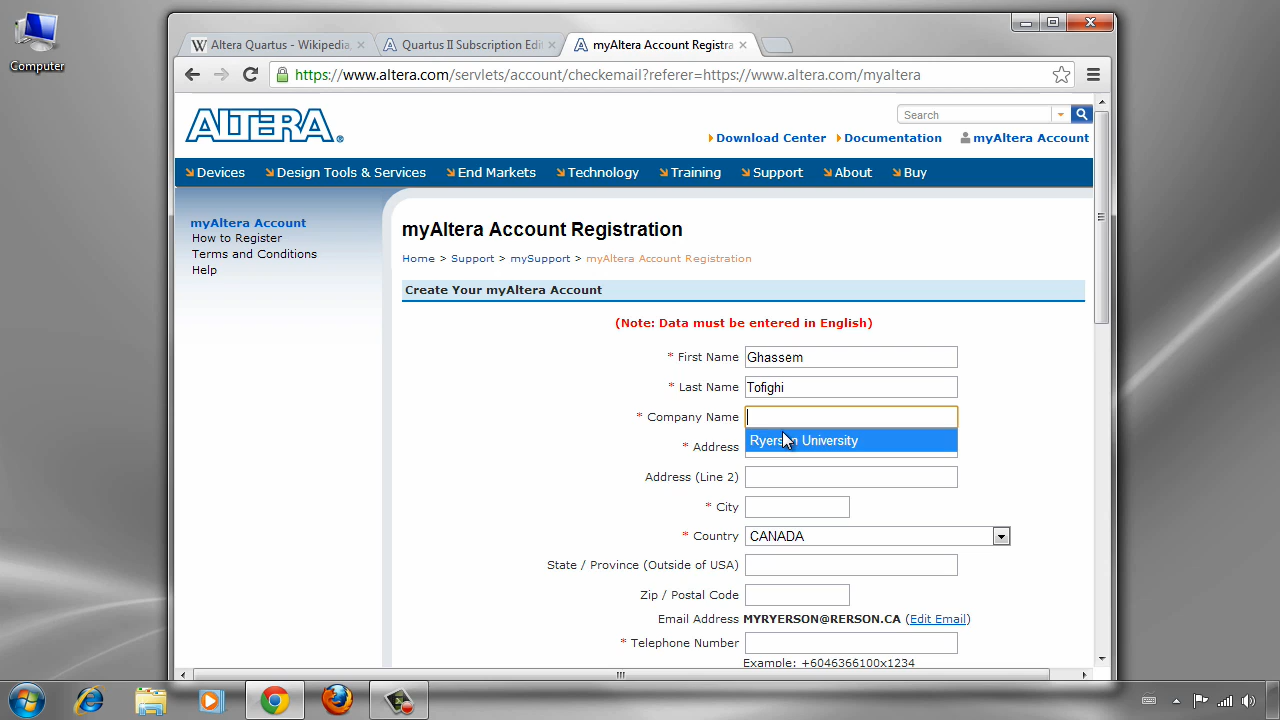 Computer
Altera Quartus - Wikipedia,
Quartus II Subscription Edit
myAltera Account Registra
https://www.altera.com/servlets/account/checkemail?referer=https://www.altera.com/myaltera
ALTERA®
Search
Download Center
Documentation
myAltera Account
Devices
Design Tools & Services
End Markets
Technology
Training
Support
About
Buy
myAltera Account
How to Register
Terms and Conditions
Help
myAltera Account Registration
Home > Support > mySupport > myAltera Account Registration
Create Your myAltera Account
(Note: Data must be entered in English)
* First Name Ghassem
* Last Name Tofighi
* Company Name
Ryerson University
* Address
Address (Line 2)
* City
* Country CANADA
State / Province (Outside of USA)
Zip / Postal Code
Email Address MYRYERSON@RERSON.CA (Edit Email)
* Telephone Number
Example: +6046366100x1234